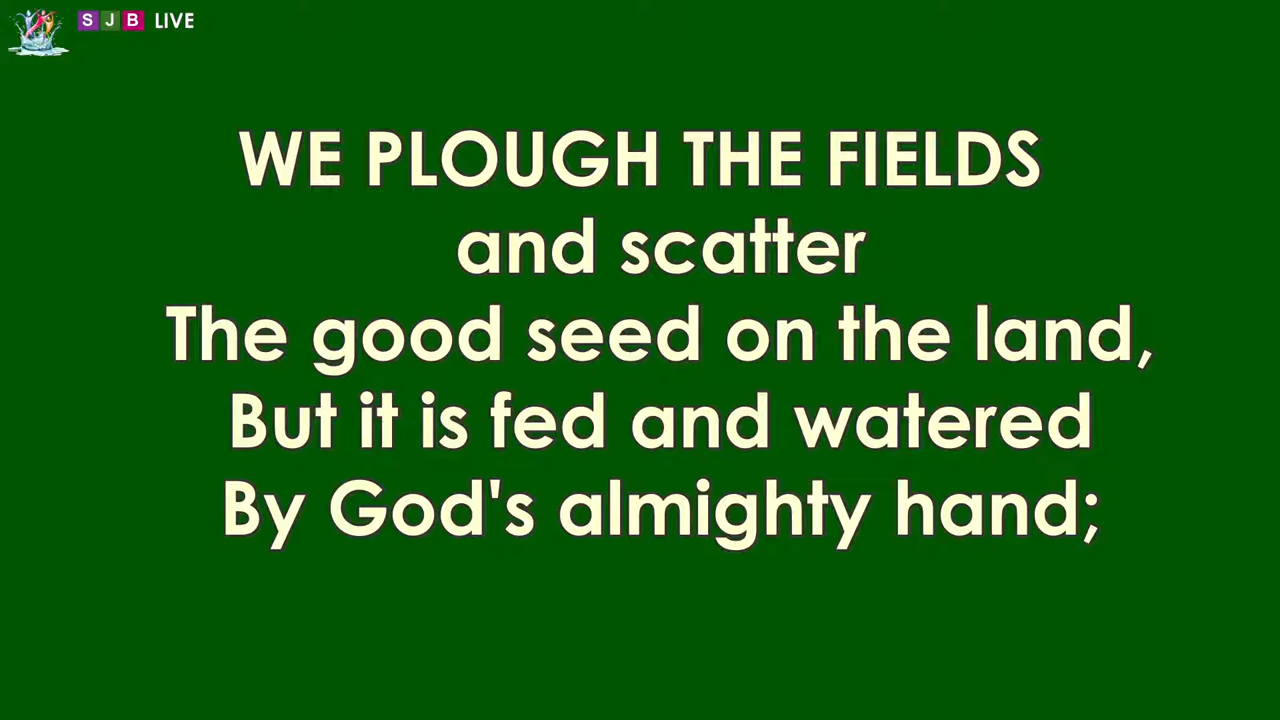 SJB LIVE
WE PLOUGH THE FIELDS
and scatter
The good seed on the land,
But it is fed and watered
By God's almighty hand;